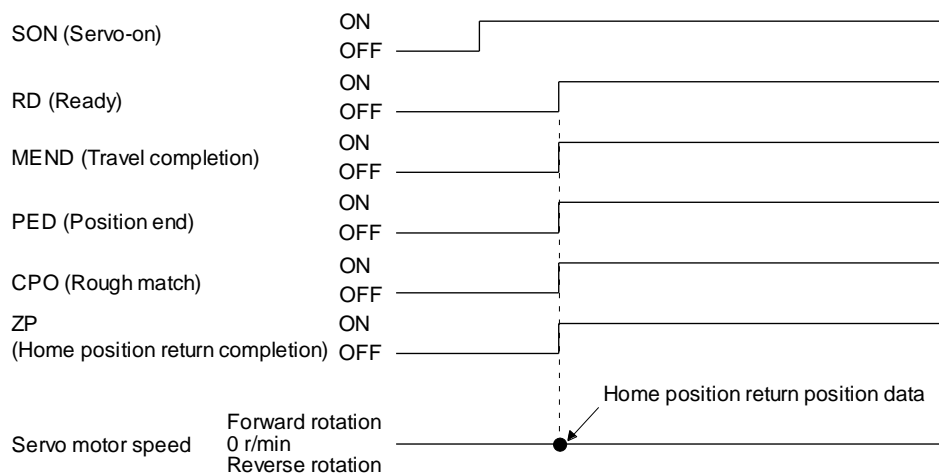 SON (Servo-on)
ON
OFF
RD (Ready)
ON
OFF
MEND (Travel completion)
ON
OFF
PED (Position end)
ON
OFF
CPO (Rough match)
ON
OFF
ZP
(Home position return completion)
ON
OFF
Home position return position data
Servo motor speed
Forward rotation
0 r/min
Reverse rotation